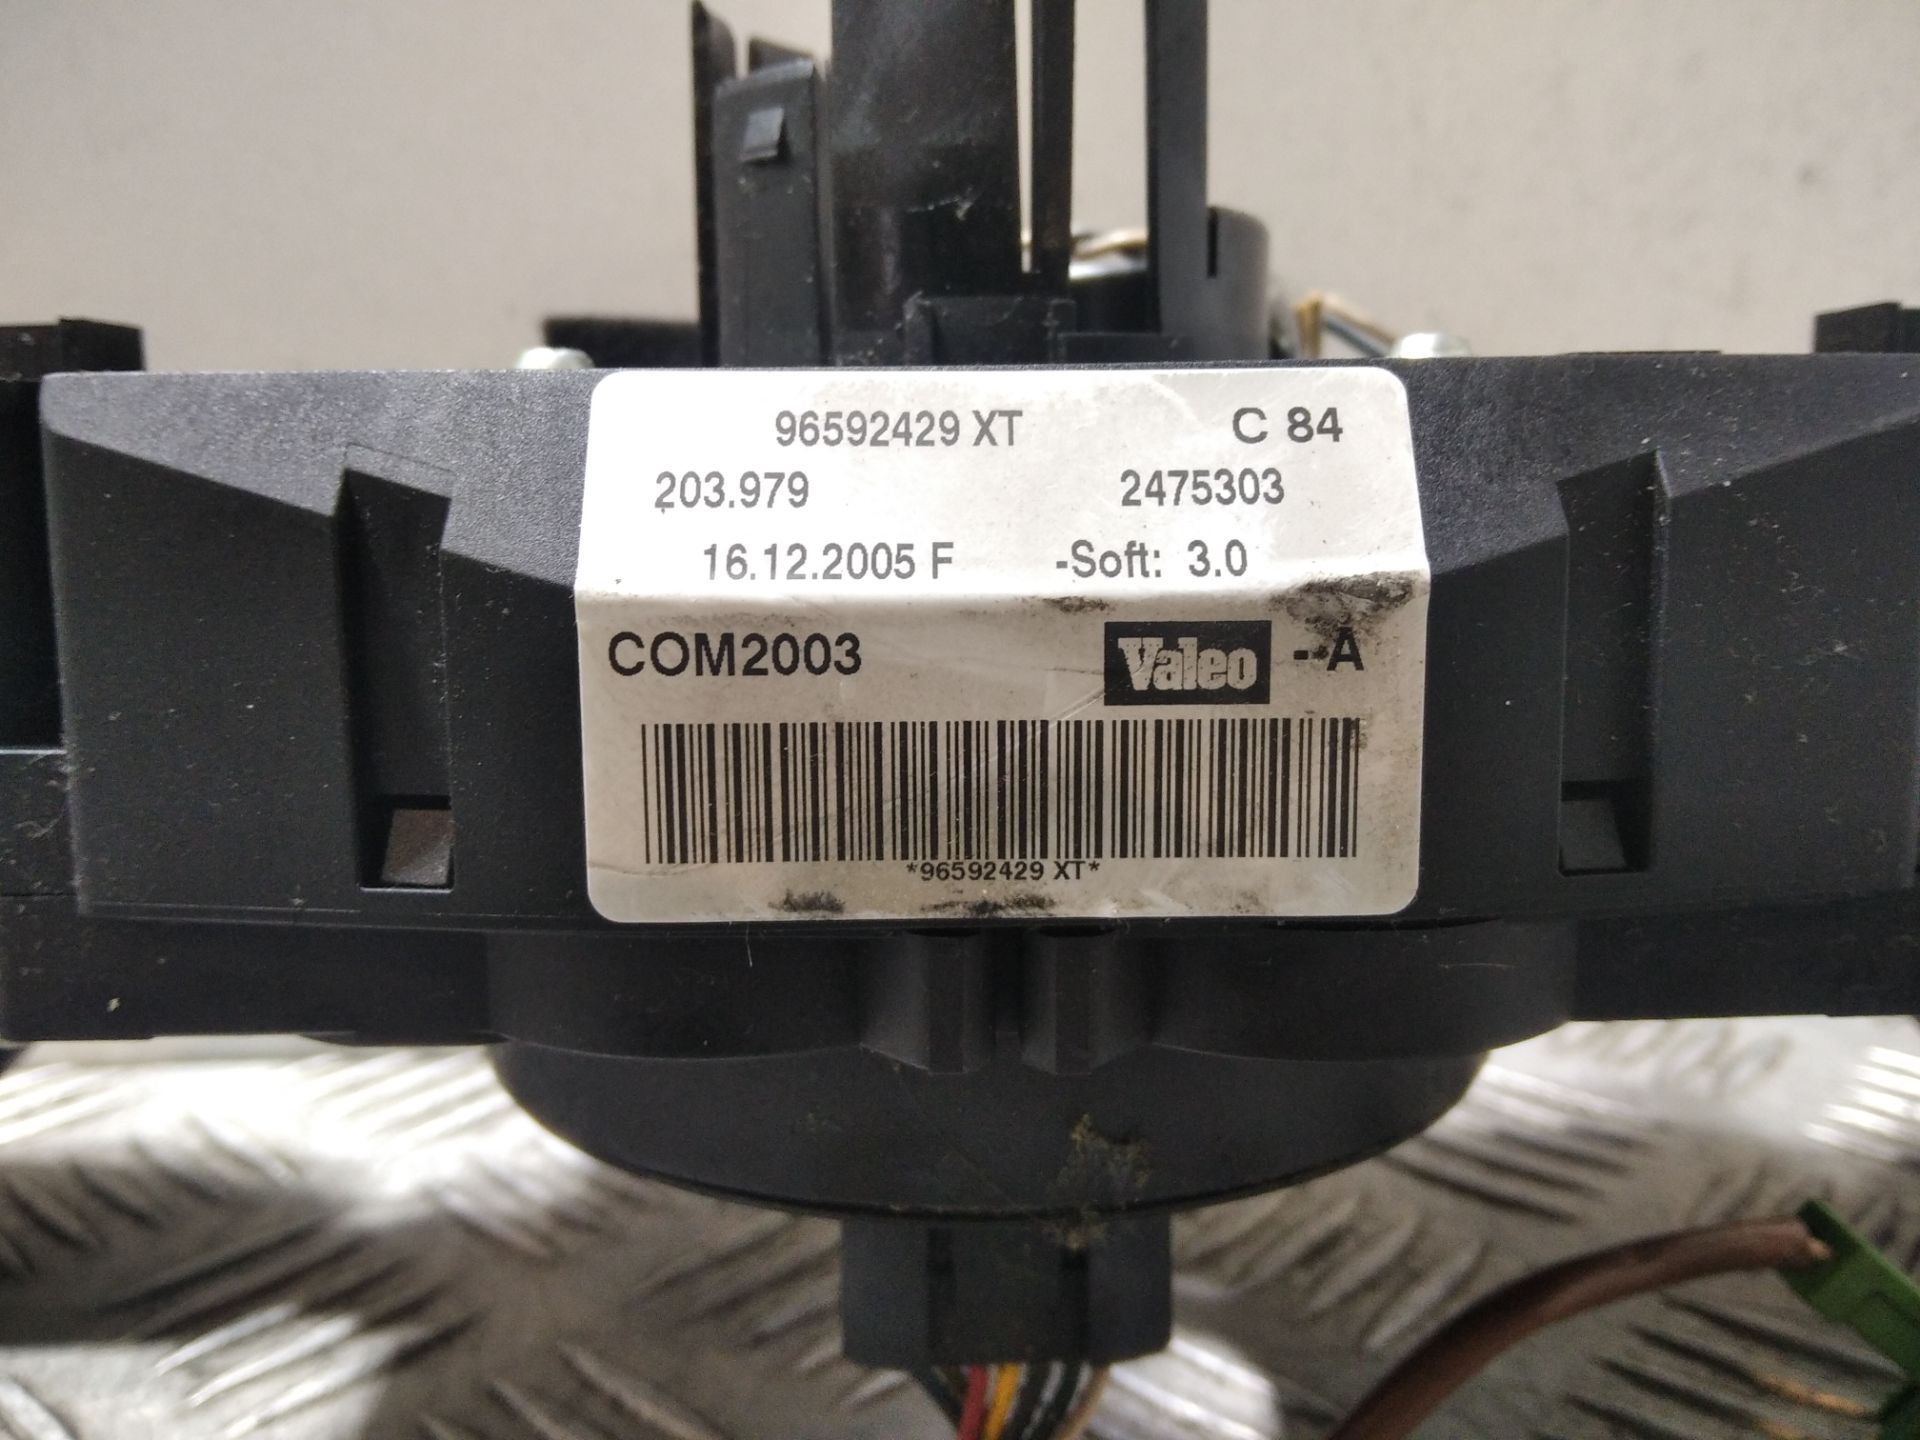 96592429 XT C 84
203.979 2475303
16.12.2005 F -Soft: 3.0
COM2003 Valeo - A
*96592429 XT*